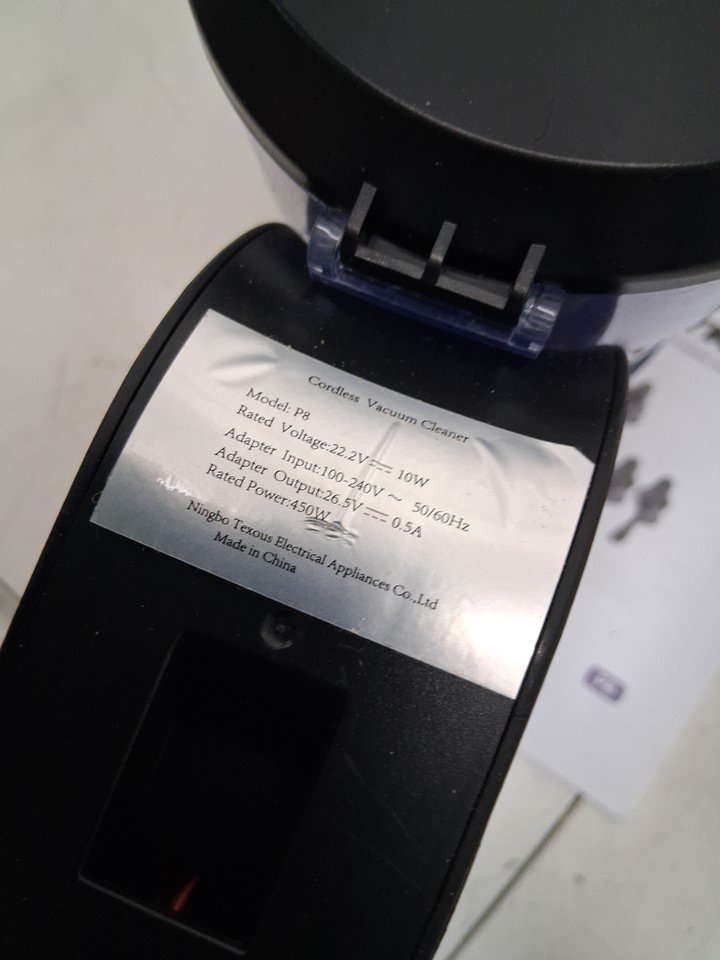 Cordless Vacuum Cleaner
Model: P8
Rated Voltage:22.2V⎓ 10W
Adapter Input:100-240V ~ 50/60Hz
Adapter Output:26.5V⎓ 0.5A
Rated Power:450W
Ningbo Texous Electrical Appliances Co.,Ltd
Made in China